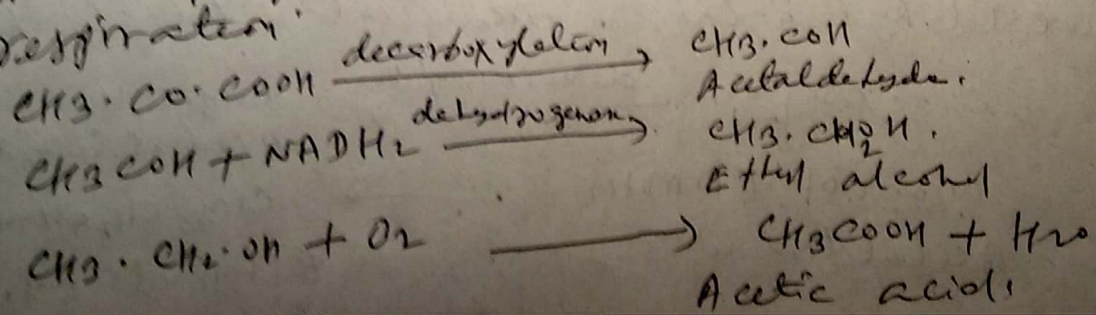 respiration
CH3.CO.COOH decarboxylation → CH3.COH
Acetaldehyde.
CH3COH + NADH2 dehydrogenase → CH3.CH2OH.
Ethyl alcohol
CH3.CH2.OH + O2 → CH3COOH + H2O
Acetic acid.